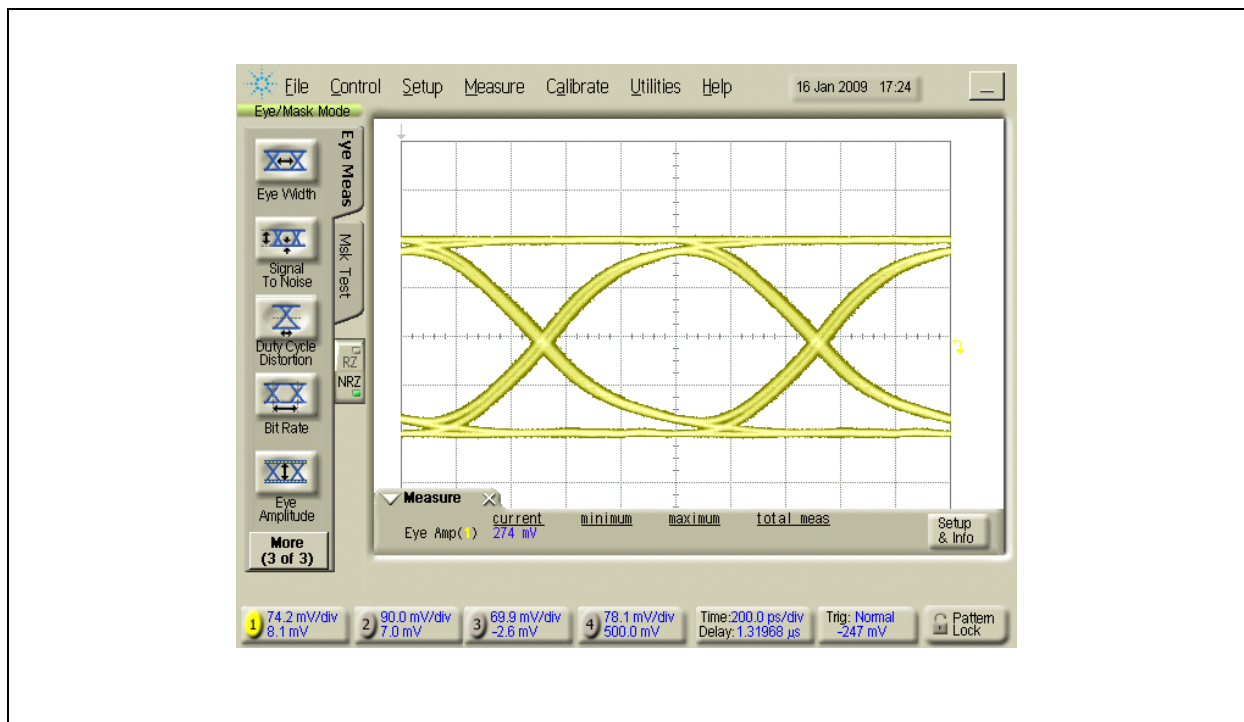 File Control Setup Measure Calibrate Utilities Help 16 Jan 2009 17:24
Eye/Mask Mode
Eye Meas
Msk Test
Eye Width
Signal
To Noise
Duty Cycle
Distortion
RZ
NRZ
Bit Rate
Eye
Amplitude
More
(3 of 3)
Measure
current minimum maximum total meas
Eye Amp(1) 274 mV
Setup
& Info
1 74.2 mV/div
8.1 mV
2 90.0 mV/div
7.0 mV
3 69.9 mV/div
-2.6 mV
4 78.1 mV/div
500.0 mV
Time:200.0 ps/div
Delay:1.31968 µs
Trig: Normal
-247 mV
Pattern
Lock